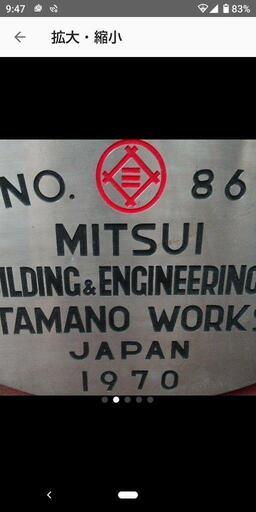 9:47 83%
拡大・縮小
NO. 86
MITSUI
ILDING & ENGINEERING
TAMANO WORKS
JAPAN
1970